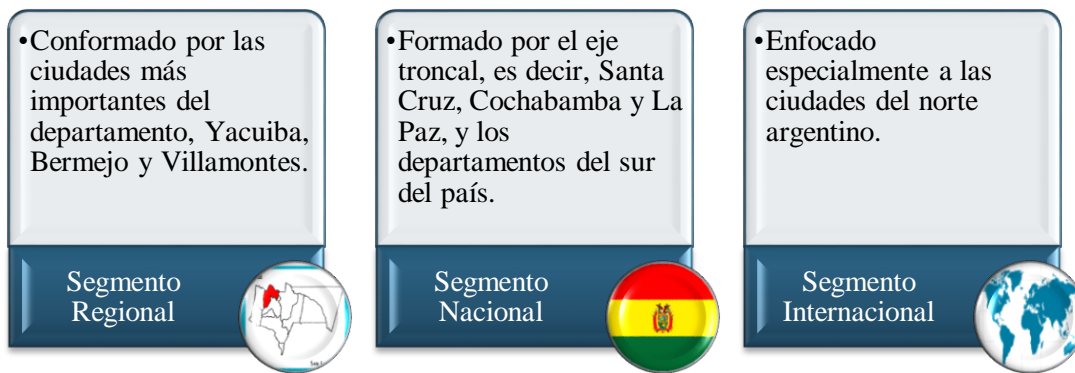 •Conformado por las
ciudades más
importantes del
departamento, Yacuiba,
Bermejo y Villamontes.
Segmento
Regional
•Formado por el eje
troncal, es decir, Santa
Cruz, Cochabamba y La
Paz, y los
departamentos del sur
del país.
Segmento
Nacional
•Enfocado
especialmente a las
ciudades del norte
argentino.
Segmento
Internacional